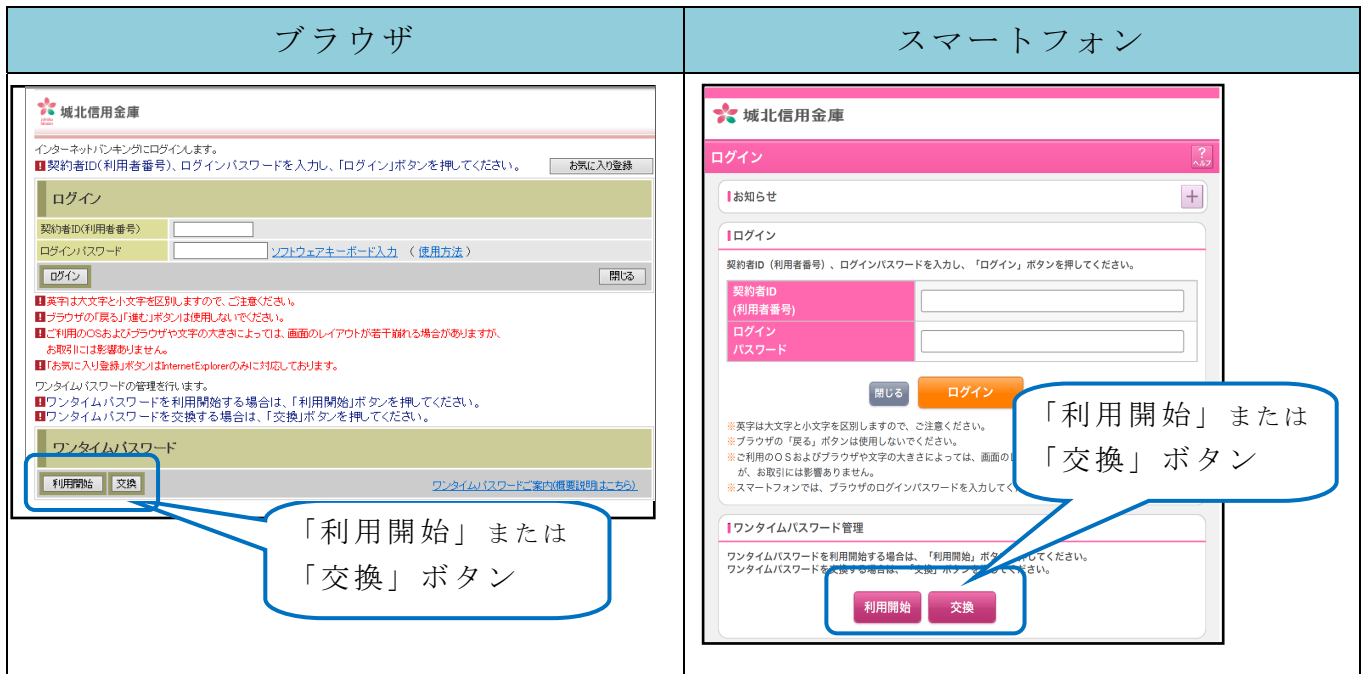 ブラウザ
スマートフォン
城北信用金庫
インターネットバンキングにログインします。
契約者ID(利用者番号)、ログインパスワードを入力し、「ログイン」ボタンを押してください。
お気に入り登録
ログイン
契約者ID(利用者番号)
ログインパスワード
ソフトウェアキーボード入力 ( 使用方法 )
ログイン
閉じる
英字は大文字と小文字を区別しますので、ご注意ください。
ブラウザの「戻る」「進む」ボタンは使用しないでください。
ご利用のOSおよびブラウザや文字の大きさによっては、画面のレイアウトが若干崩れる場合がありますが、
お取引には影響ありません。
「お気に入り登録」ボタンはInternetExplorerのみに対応しております。
ワンタイムパスワードの管理を行います。
ワンタイムパスワードを利用開始する場合は、「利用開始」ボタンを押してください。
ワンタイムパスワードを交換する場合は、「交換」ボタンを押してください。
ワンタイムパスワード
利用開始 交換
ワンタイムパスワードご案内(概要説明はこちら)
「利用開始」または
「交換」ボタン
城北信用金庫
ログイン
?
ヘルプ
お知らせ
+
ログイン
契約者ID(利用者番号)、ログインパスワードを入力し、「ログイン」ボタンを押してください。
契約者ID
(利用者番号)
ログイン
パスワード
閉じる ログイン
※英字は大文字と小文字を区別しますので、ご注意ください。
※ブラウザの「戻る」ボタンは使用しないでください。
※ご利用のOSおよびブラウザや文字の大きさによっては、画面の
が、お取引には影響ありません。
※スマートフォンでは、ブラウザのログインパスワードを入力して
「利用開始」または
「交換」ボタン
ワンタイムパスワード管理
ワンタイムパスワードを利用開始する場合は、「利用開始」ボタ してください。
ワンタイムパスワードを交換する場合は、「交換」ボタンを してください。
利用開始 交換